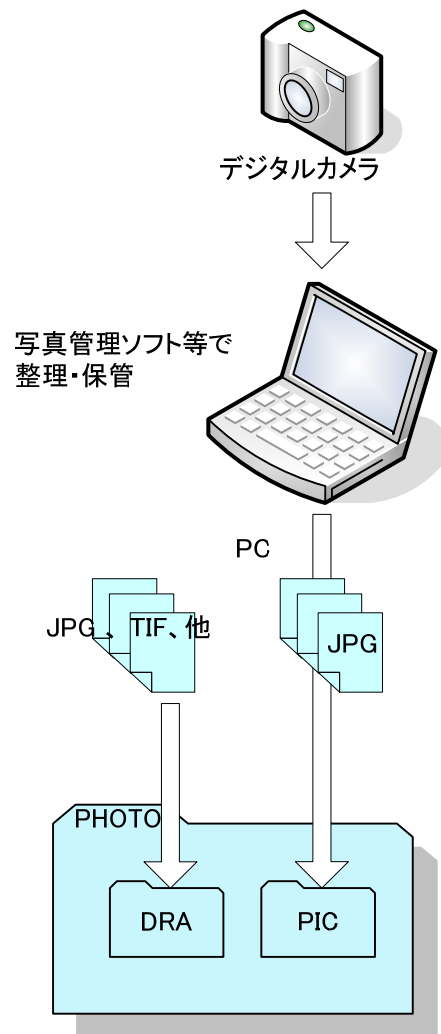 デジタルカメラ
写真管理ソフト等で
整理・保管
PC
JPG 、TIF、他
JPG
PHOTO
DRA
PIC